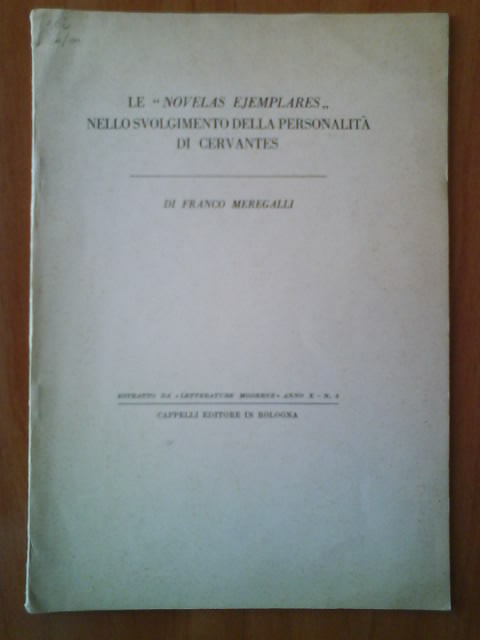 LE “ NOVELAS EJEMPLARES „
NELLO SVOLGIMENTO DELLA PERSONALITÀ
DI CERVANTES
DI FRANCO MEREGALLI
ESTRATTO DA «LETTERATURE MODERNE» ANNO X - N.
CAPPELLI EDITORE IN BOLOGNA